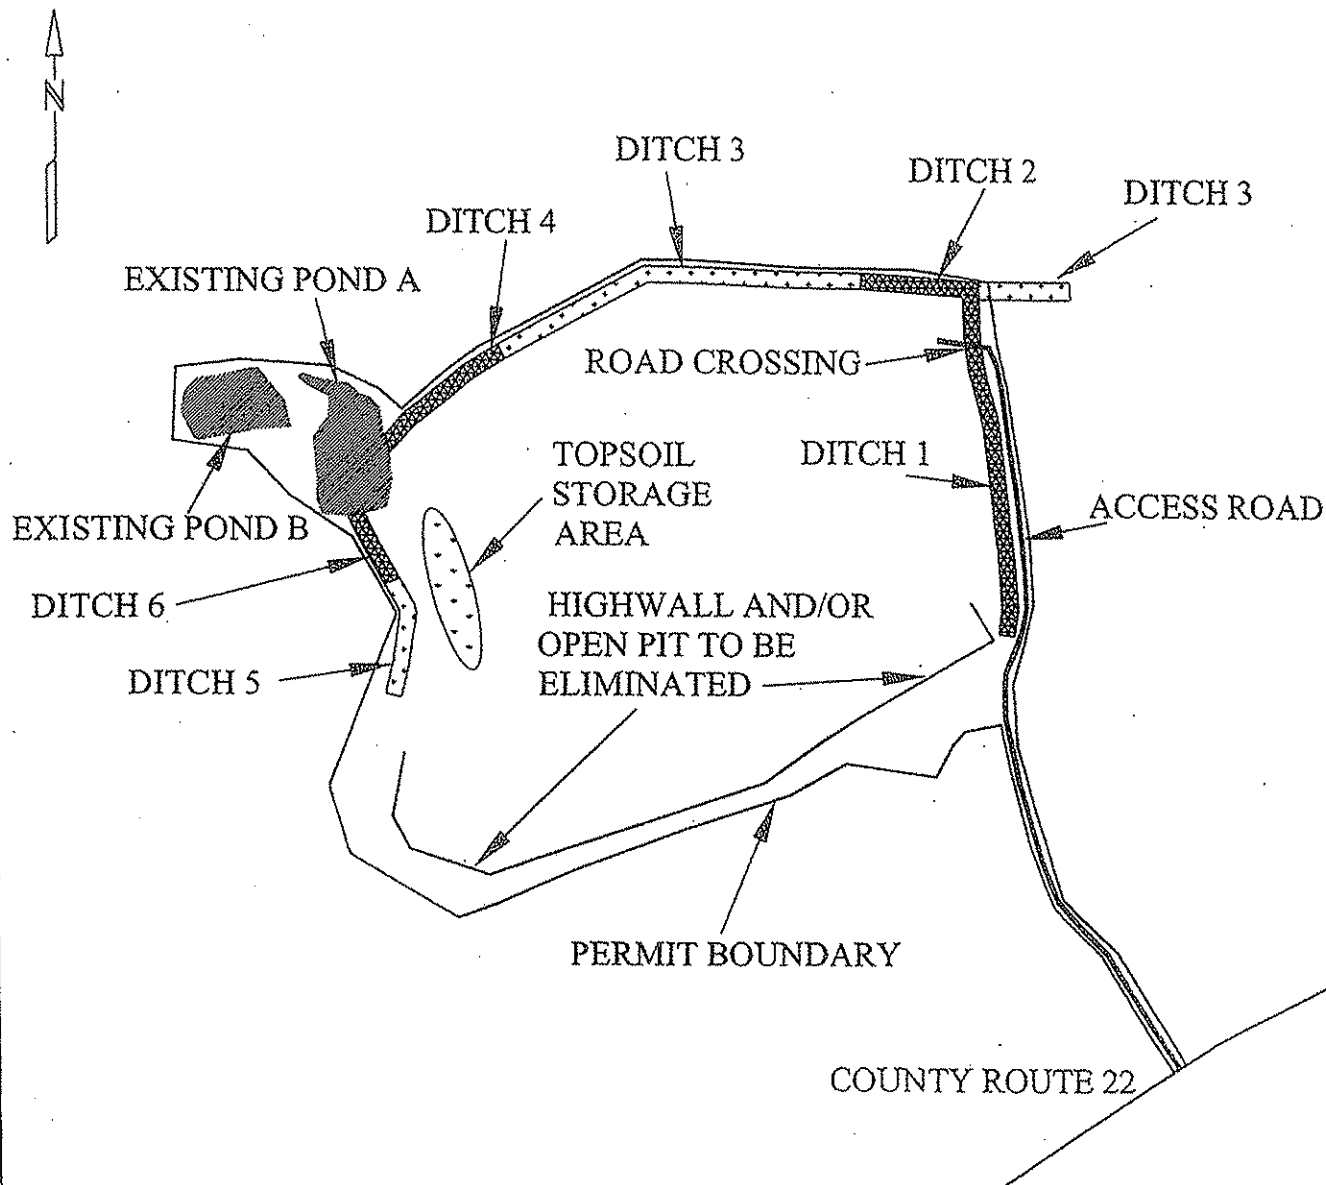 N
DITCH 3
DITCH 2
DITCH 3
DITCH 4
EXISTING POND A
ROAD CROSSING
TOPSOIL
STORAGE
AREA
DITCH 1
ACCESS ROAD
EXISTING POND B
DITCH 6
HIGHWALL AND/OR
OPEN PIT TO BE
ELIMINATED
DITCH 5
PERMIT BOUNDARY
COUNTY ROUTE 22